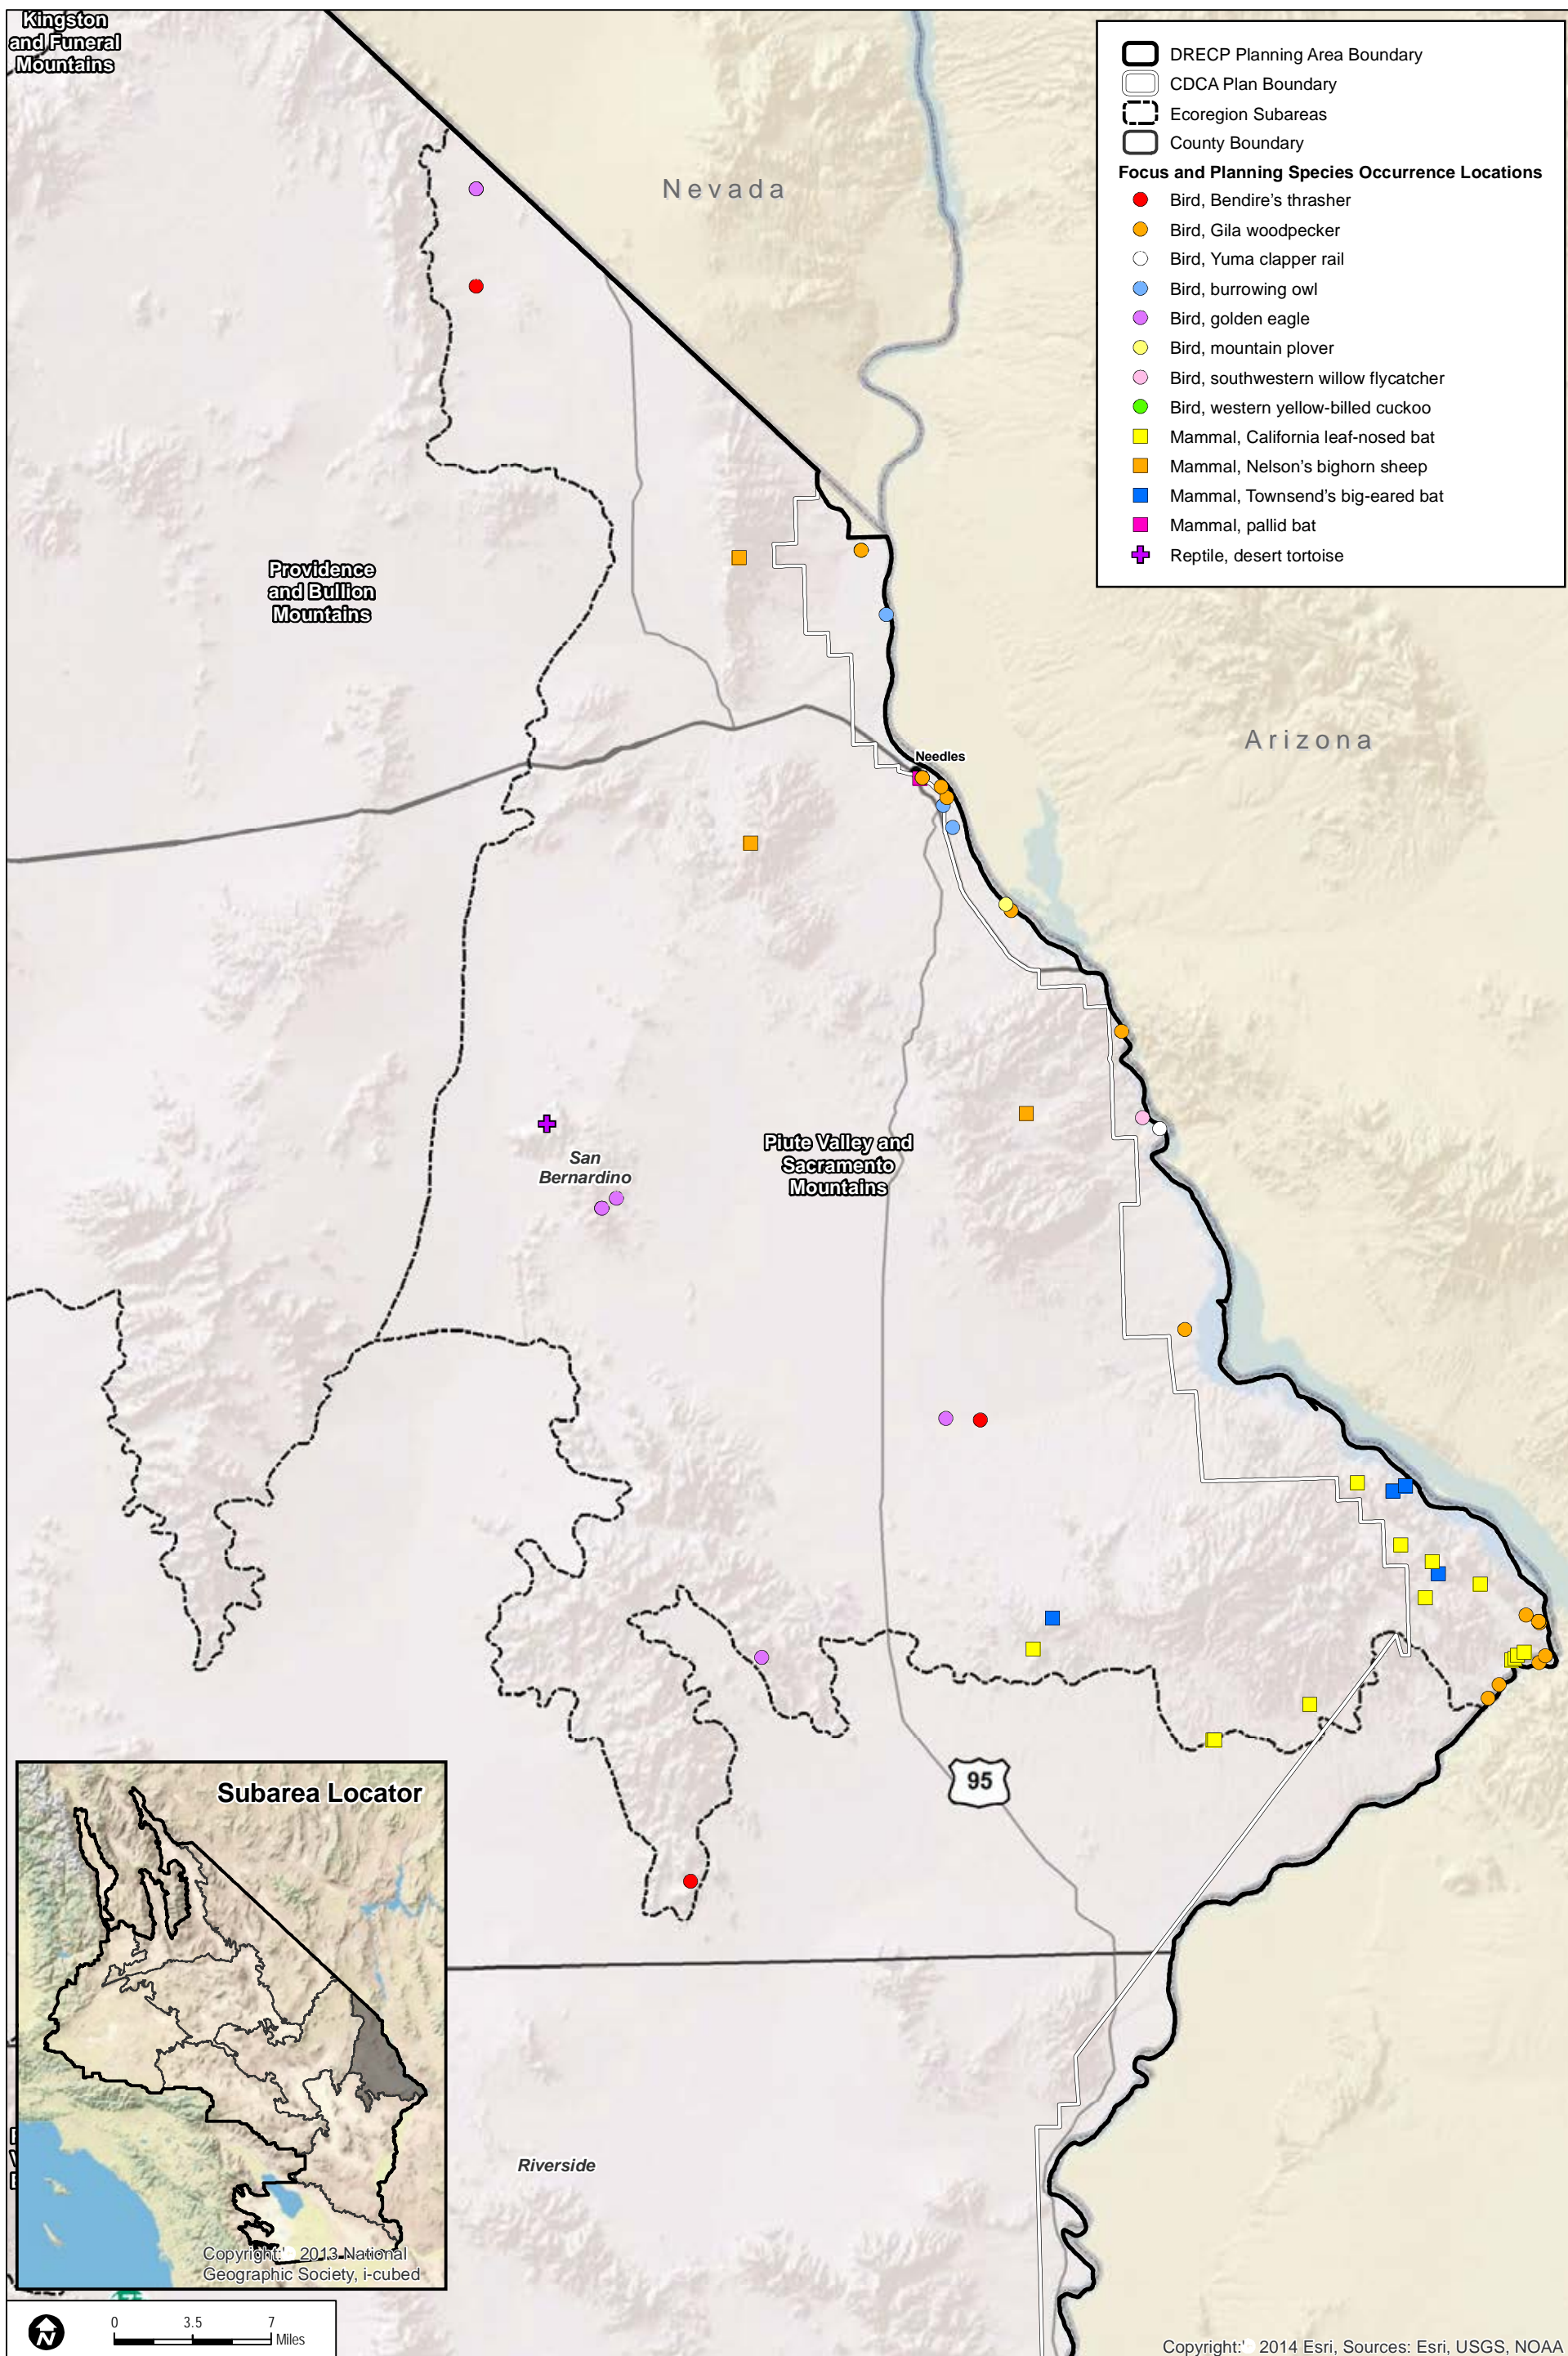 Kingston
and Funeral
Mountains
Nevada
DRECP Planning Area Boundary
CDCA Plan Boundary
Ecoregion Subareas
County Boundary
Focus and Planning Species Occurrence Locations
Bird, Bendire's thrasher
Bird, Gila woodpecker
Bird, Yuma clapper rail
Bird, burrowing owl
Bird, golden eagle
Bird, mountain plover
Bird, southwestern willow flycatcher
Bird, western yellow-billed cuckoo
Mammal, California leaf-nosed bat
Mammal, Nelson's bighorn sheep
Mammal, Townsend's big-eared bat
Mammal, pallid bat
Reptile, desert tortoise
Providence
and Bullion
Mountains
Arizona
Needles
San
Bernardino
Piute Valley and
Sacramento
Mountains
95
Subarea Locator
Copyright:© 2013 National
Geographic Society, i-cubed
Riverside
N
0 3.5 7
Miles
Copyright:© 2014 Esri, Sources: Esri, USGS, NOAA